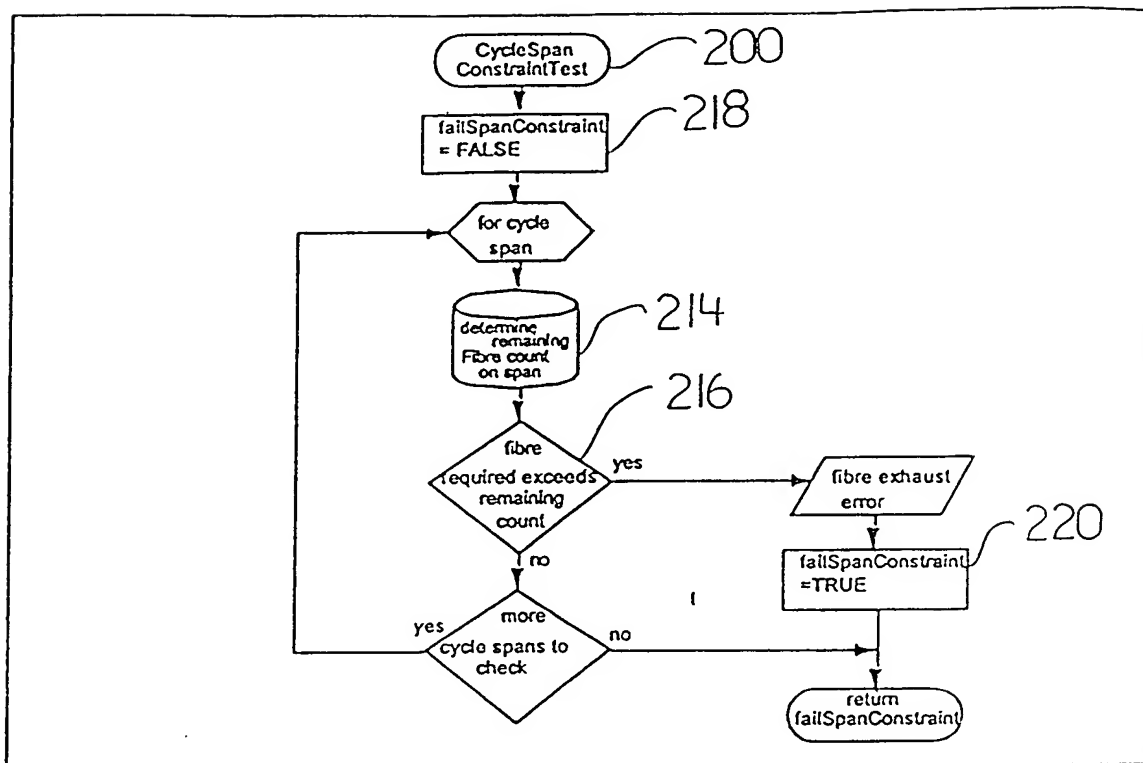 CycleSpan
ConstraintTest
200
failSpanConstraint
= FALSE
218
for cycle
span
determine
remaining
Fibre count
on span
214
216
fibre
required exceeds
remaining
count
yes
fibre exhaust
error
no
220
failSpanConstraint
=TRUE
more
cycle spans to
check
yes
no
return
failSpanConstraint